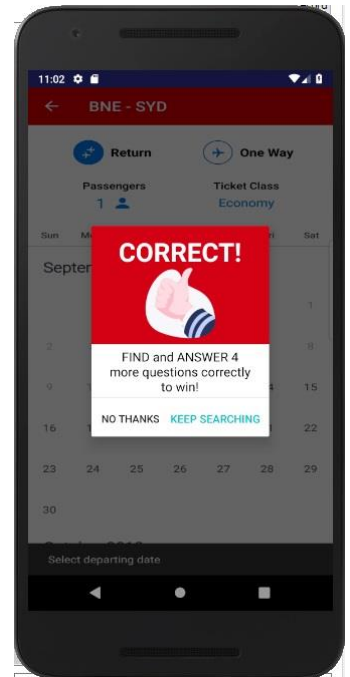 11:02
BNE - SYD
Return
One Way
Passengers
Ticket Class
1
Economy
Sun
Sat
CORRECT!
FIND and ANSWER 4
more questions correctly
to win!
NO THANKS KEEP SEARCHING
1
2
8
9
15
16
22
23 24 25 26 27 28 29
30
Select departing date